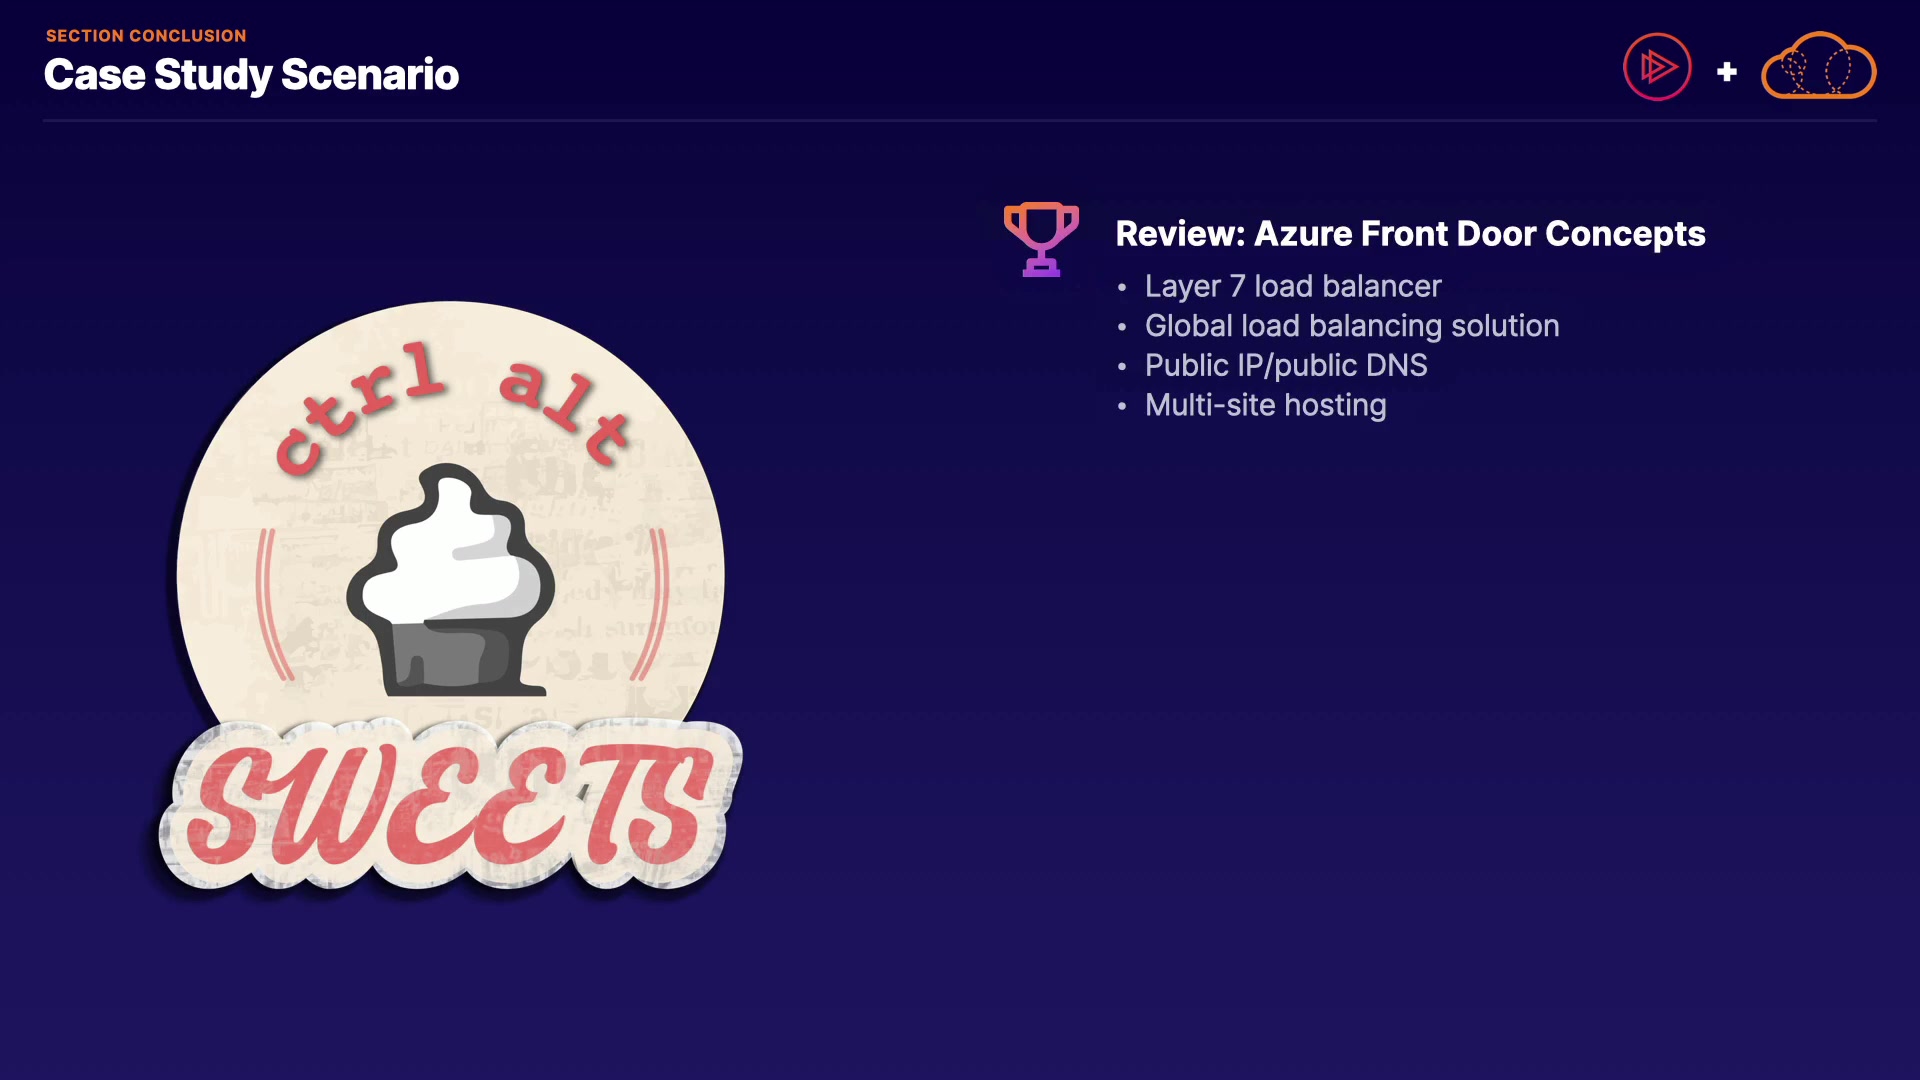 SECTION CONCLUSION
Case Study Scenario
Review: Azure Front Door Concepts
• Layer 7 load balancer
• Global load balancing solution
• Public IP/public DNS
• Multi-site hosting
ctrl alt
SWEETS